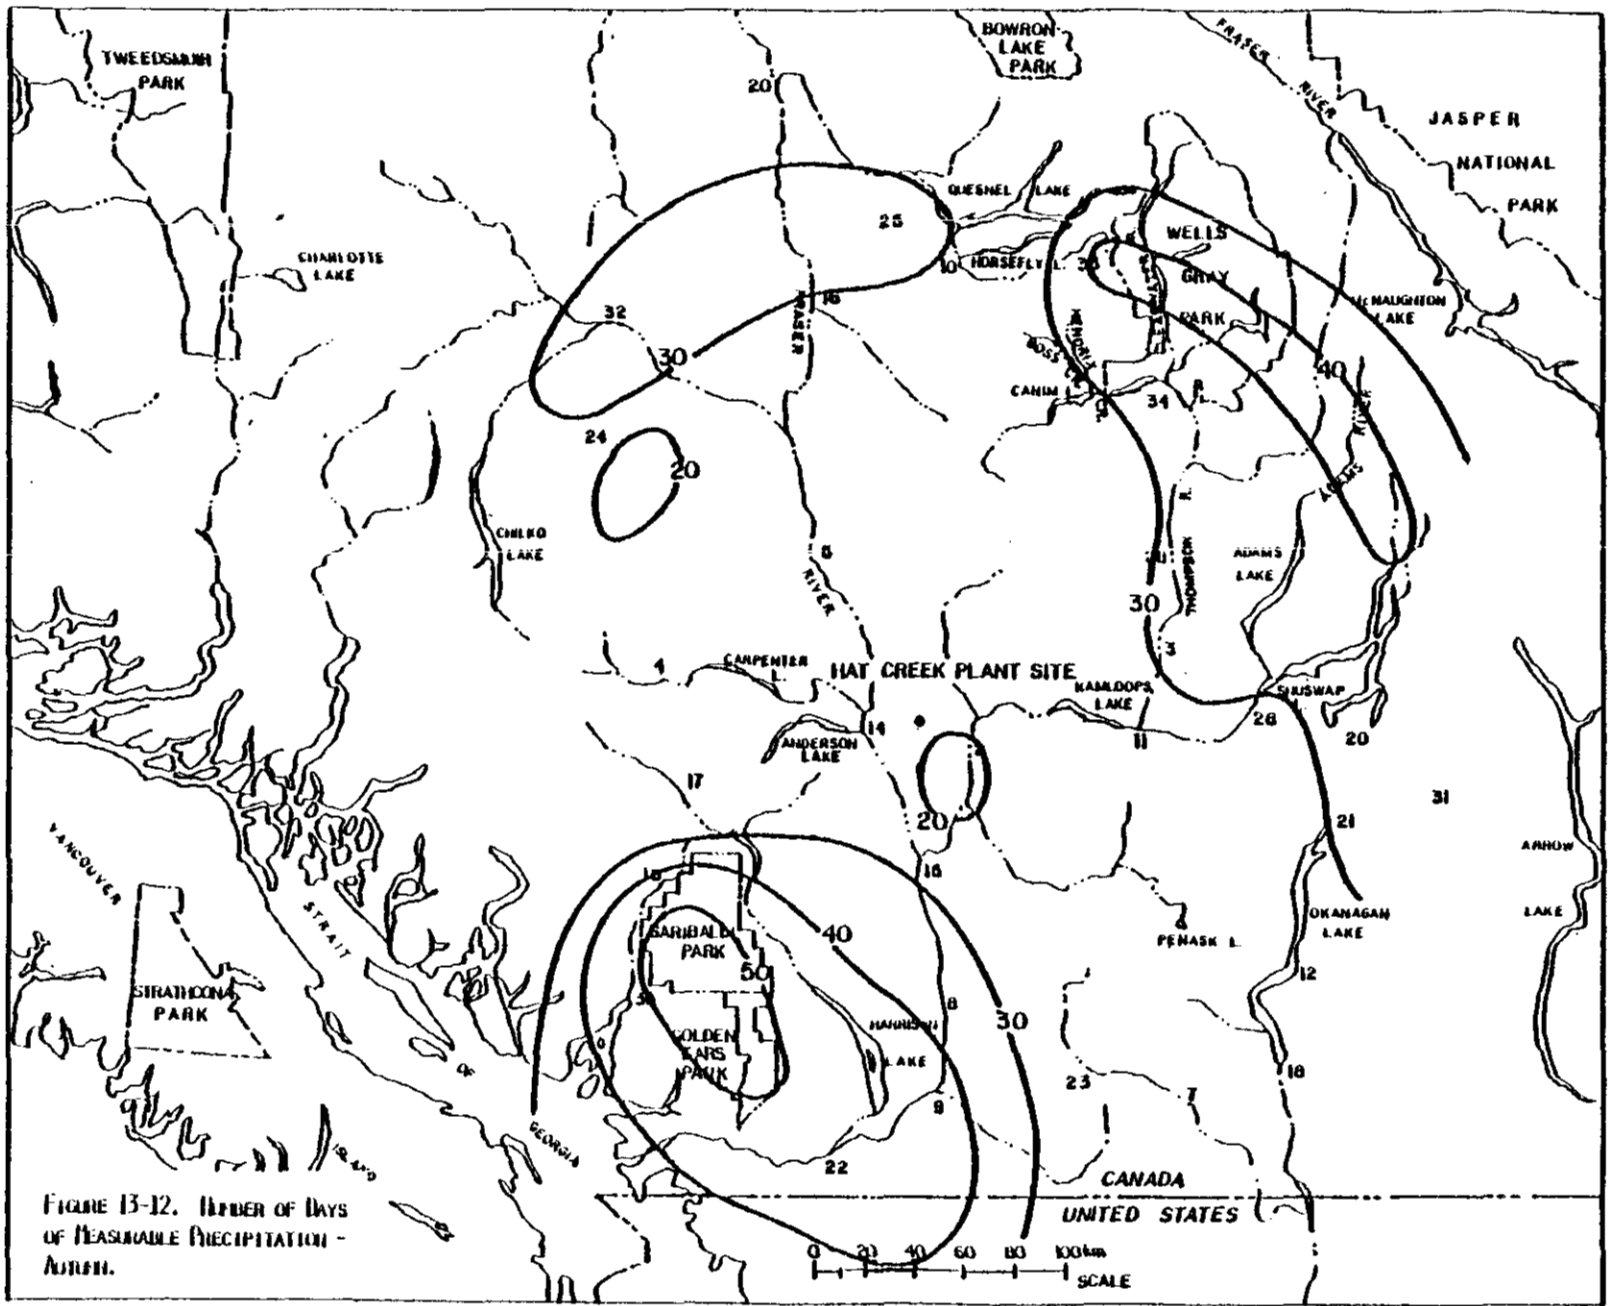 TWEEDSMUIR
PARK
BOWRON
LAKE
PARK
FRASER
RIVER
JASPER
NATIONAL
PARK
20
QUESNEL LAKE
25
WELLS
GRAY
PARK
CHARLOTTE
LAKE
10
HORSEFLY L.
16
FRASER
32
30
McNAUGHTON
LAKE
40
CANIM L.
34
RIVER
ADAMS
24
20
CHILKO
LAKE
R.
THOMPSON
ADAMS
LAKE
RIVER
30
3
4
CARPENTER
L.
HAT CREEK PLANT SITE
KAMLOOPS
LAKE
SHUSWAP
L.
14
ANDERSON
LAKE
11
20
17
31
20
21
ARROW
LAKE
VANCOUVER
16
STRAIT
GARIBALDI
PARK
40
50
OKANAGAN
LAKE
PENASK L.
12
STRATHCONA
PARK
8
30
HARRISON
LAKE
GOLDEN
EARS
PARK
OF
18
23
7
9
GEORGIA
ISLAND
22
CANADA
UNITED STATES
FIGURE 13-12. NUMBER OF DAYS
OF MEASURABLE PRECIPITATION -
AUTUMN.
0 20 40 60 80 100km
SCALE